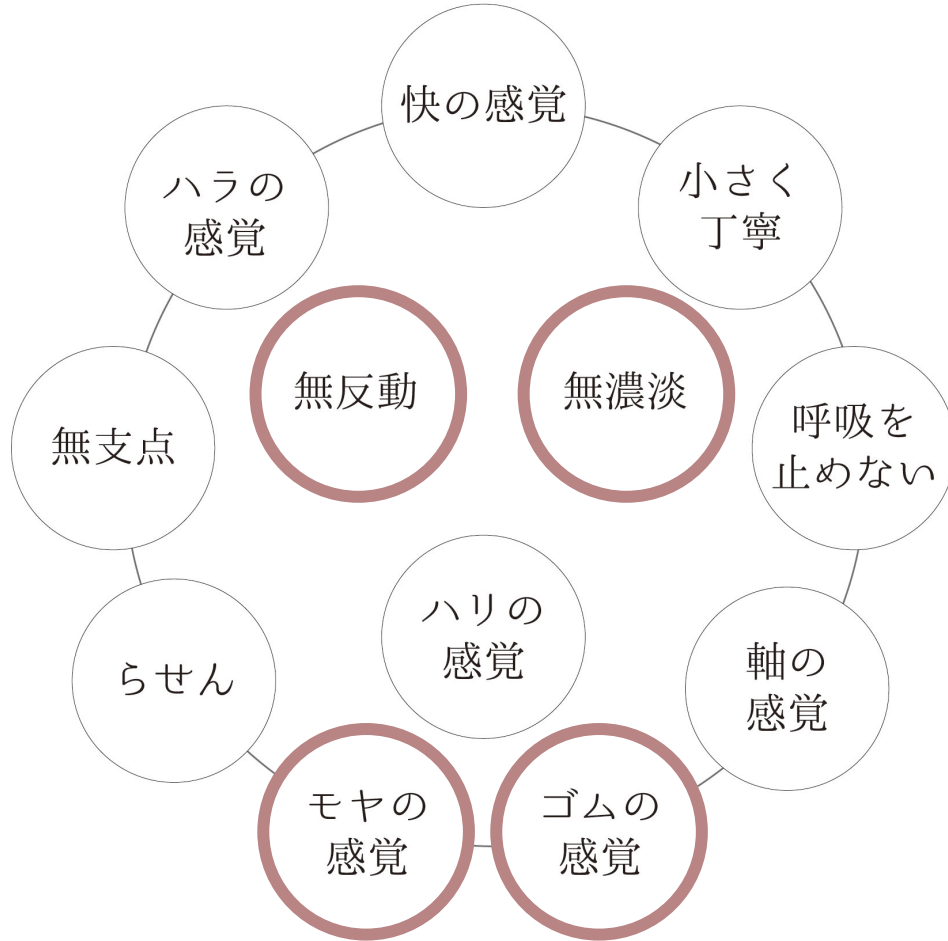 快の感覚
ハラの
感覚
小さく
丁寧
無反動
無濃淡
無支点
呼吸を
止めない
ハリの
感覚
らせん
軸の
感覚
モヤの
感覚
ゴムの
感覚